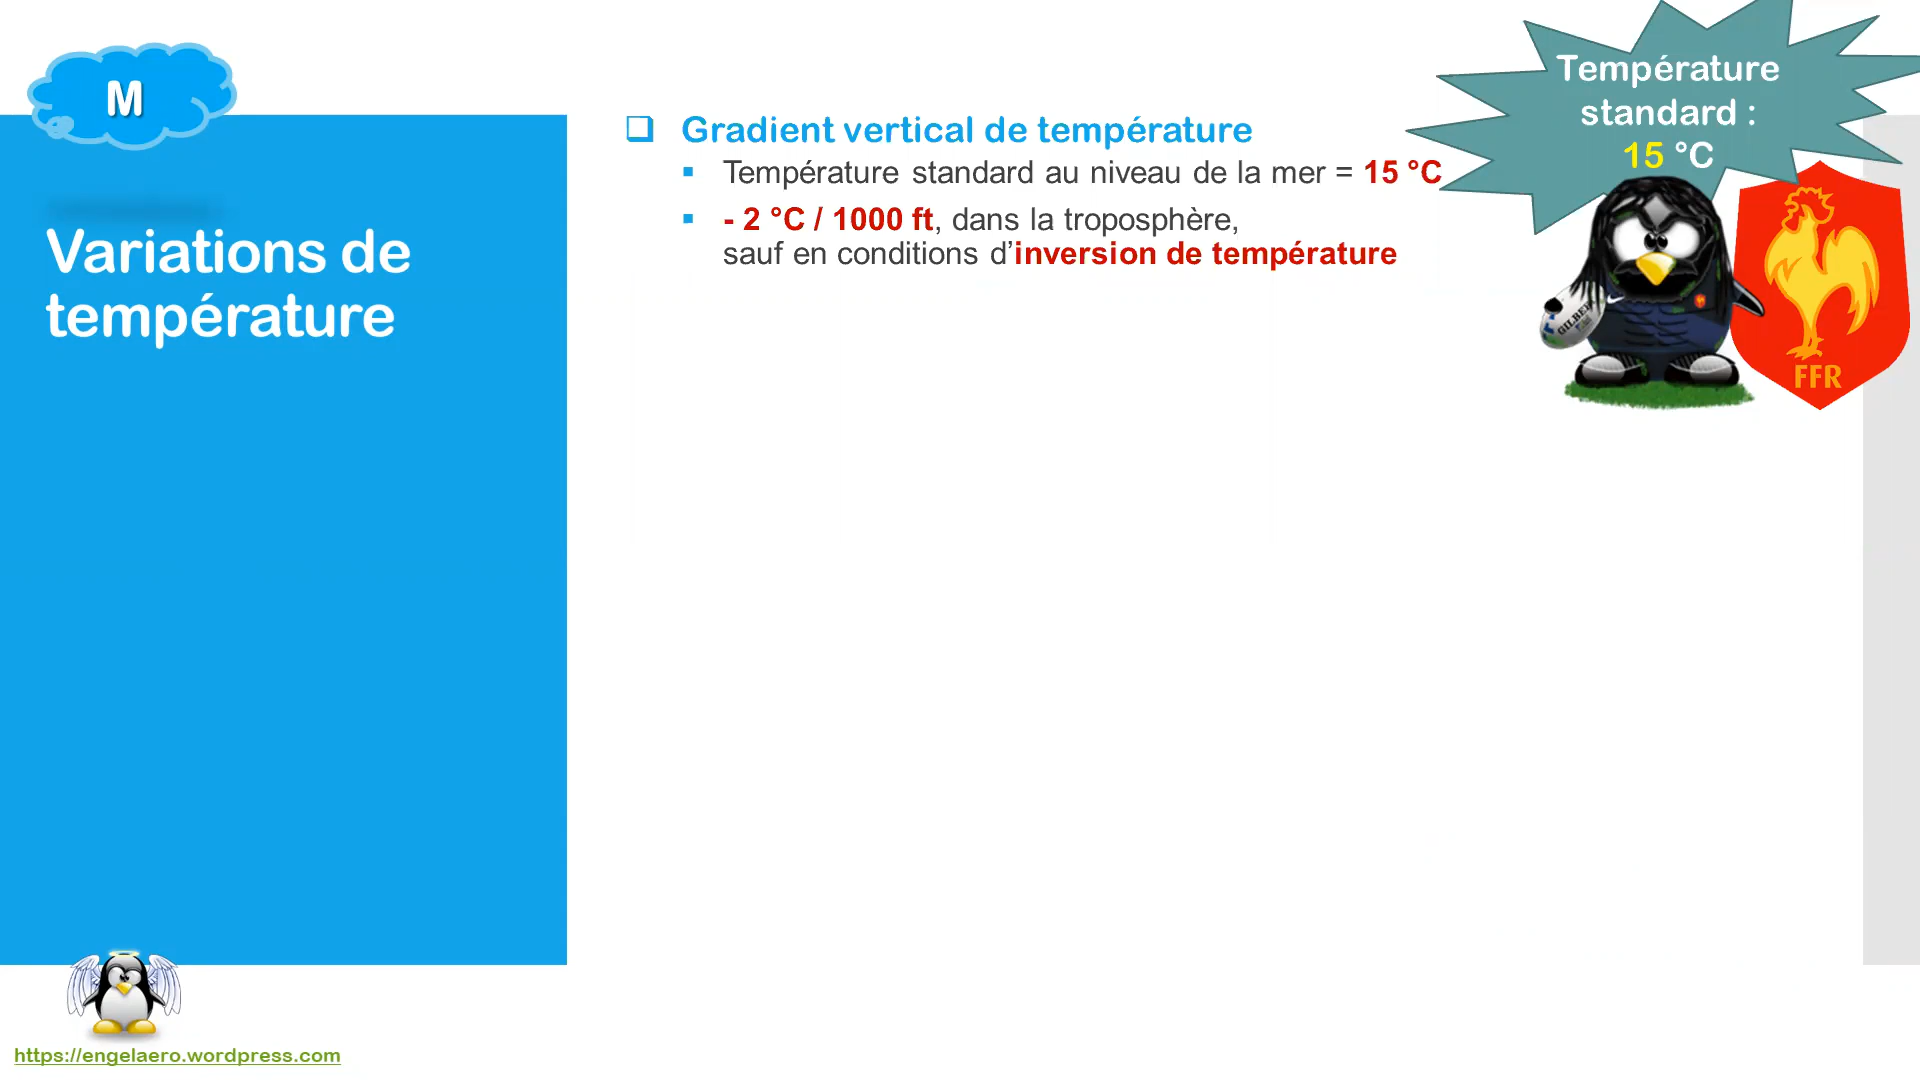 M
Variations de
température
Gradient vertical de température
Température standard au niveau de la mer = 15 °C
- 2 °C / 1000 ft, dans la troposphère,
sauf en conditions d’inversion de température
Température
standard :
15 °C
GILBE
FFR
https://engelaero.wordpress.com